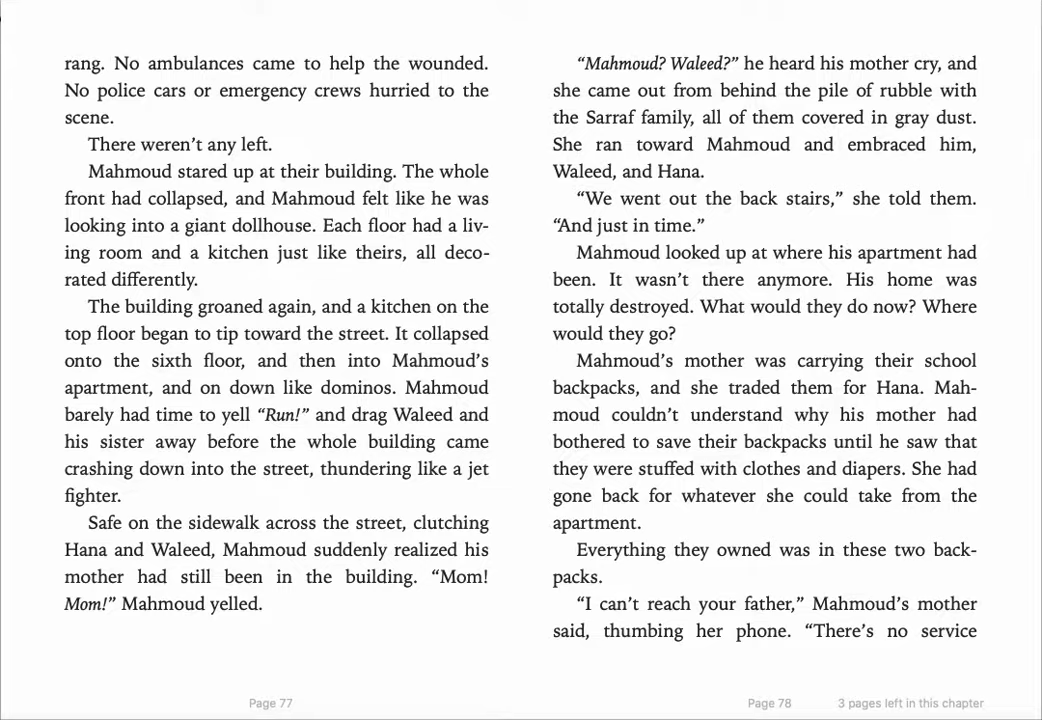 rang. No ambulances came to help the wounded.
No police cars or emergency crews hurried to the
scene.
There weren’t any left.
Mahmoud stared up at their building. The whole
front had collapsed, and Mahmoud felt like he was
looking into a giant dollhouse. Each floor had a liv-
ing room and a kitchen just like theirs, all deco-
rated differently.
The building groaned again, and a kitchen on the
top floor began to tip toward the street. It collapsed
onto the sixth floor, and then into Mahmoud’s
apartment, and on down like dominos. Mahmoud
barely had time to yell “Run!” and drag Waleed and
his sister away before the whole building came
crashing down into the street, thundering like a jet
fighter.
Safe on the sidewalk across the street, clutching
Hana and Waleed, Mahmoud suddenly realized his
mother had still been in the building. “Mom!
Mom!” Mahmoud yelled.
Page 77
“Mahmoud? Waleed?” he heard his mother cry, and
she came out from behind the pile of rubble with
the Sarraf family, all of them covered in gray dust.
She ran toward Mahmoud and embraced him,
Waleed, and Hana.
“We went out the back stairs,” she told them.
“And just in time.”
Mahmoud looked up at where his apartment had
been. It wasn’t there anymore. His home was
totally destroyed. What would they do now? Where
would they go?
Mahmoud’s mother was carrying their school
backpacks, and she traded them for Hana. Mah-
moud couldn’t understand why his mother had
bothered to save their backpacks until he saw that
they were stuffed with clothes and diapers. She had
gone back for whatever she could take from the
apartment.
Everything they owned was in these two back-
packs.
“I can’t reach your father,” Mahmoud’s mother
said, thumbing her phone. “There’s no service
Page 78
3 pages left in this chapter